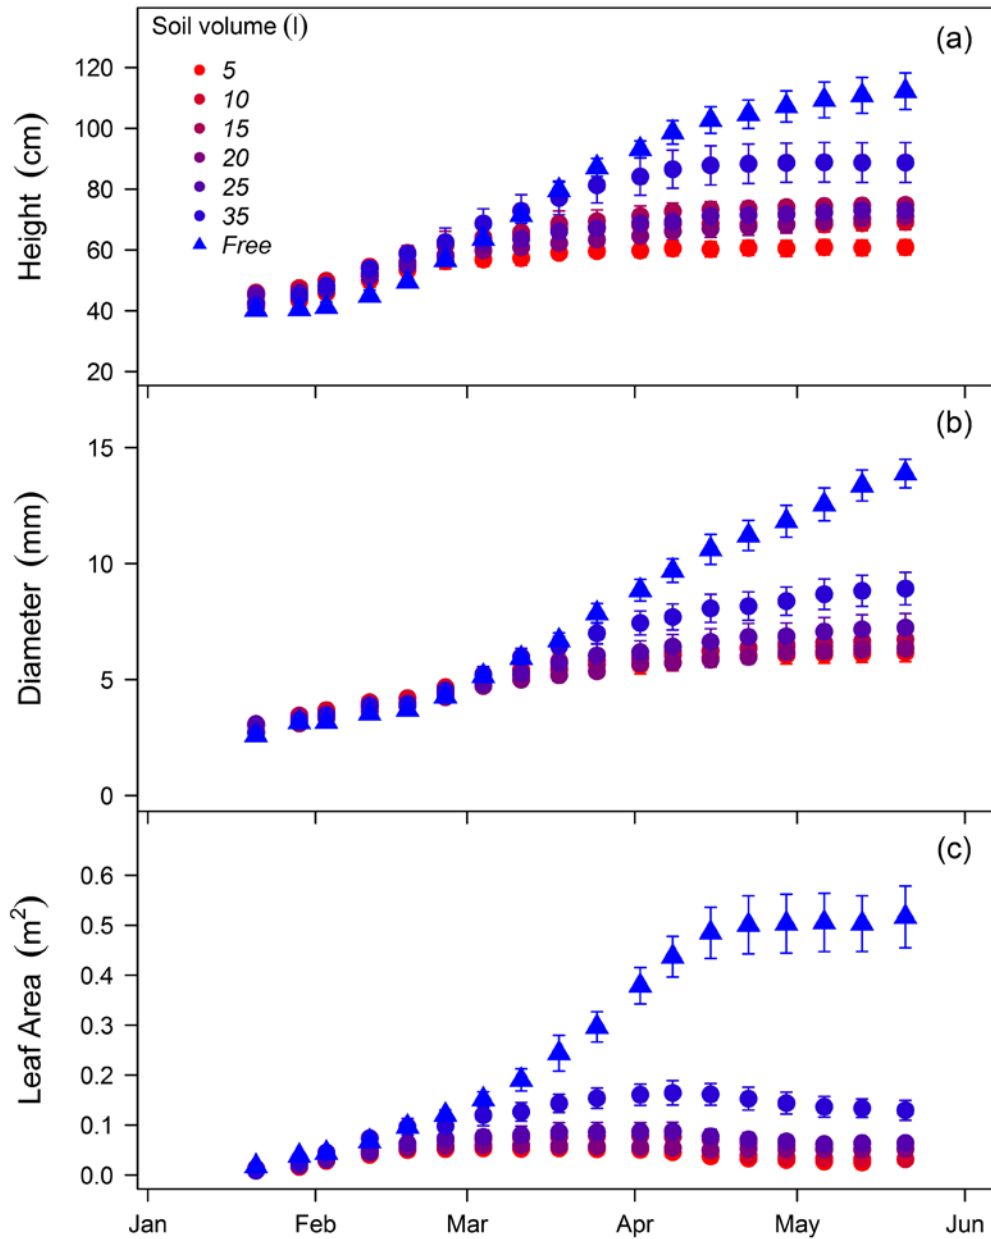 Soil volume (l)
5
10
15
20
25
35
Free
(a)
Height (cm)
120
100
80
60
40
20
(b)
Diameter (mm)
15
10
5
0
(c)
Leaf Area (m²)
0.6
0.5
0.4
0.3
0.2
0.1
0.0
Jan Feb Mar Apr May Jun